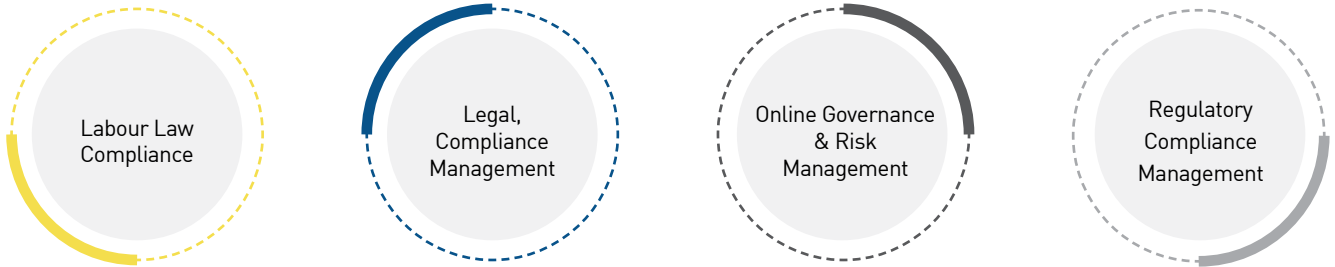 Labour Law
Compliance
Legal,
Compliance
Management
Online Governance
& Risk
Management
Regulatory
Compliance
Management